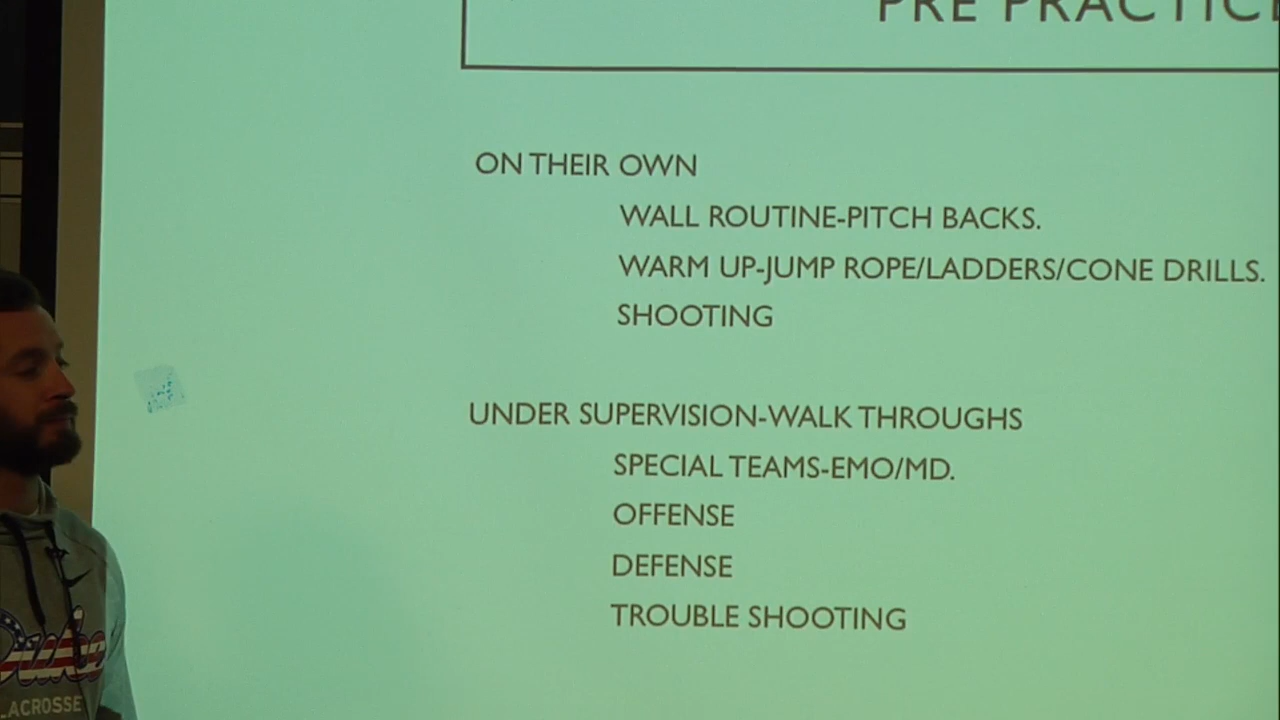 PRE PRACTIC
ON THEIR OWN
WALL ROUTINE-PITCH BACKS.
WARM UP-JUMP ROPE/LADDERS/CONE DRILLS.
SHOOTING
UNDER SUPERVISION-WALK THROUGHS
SPECIAL TEAMS-EMO/MD.
OFFENSE
DEFENSE
TROUBLE SHOOTING
LACROSSE